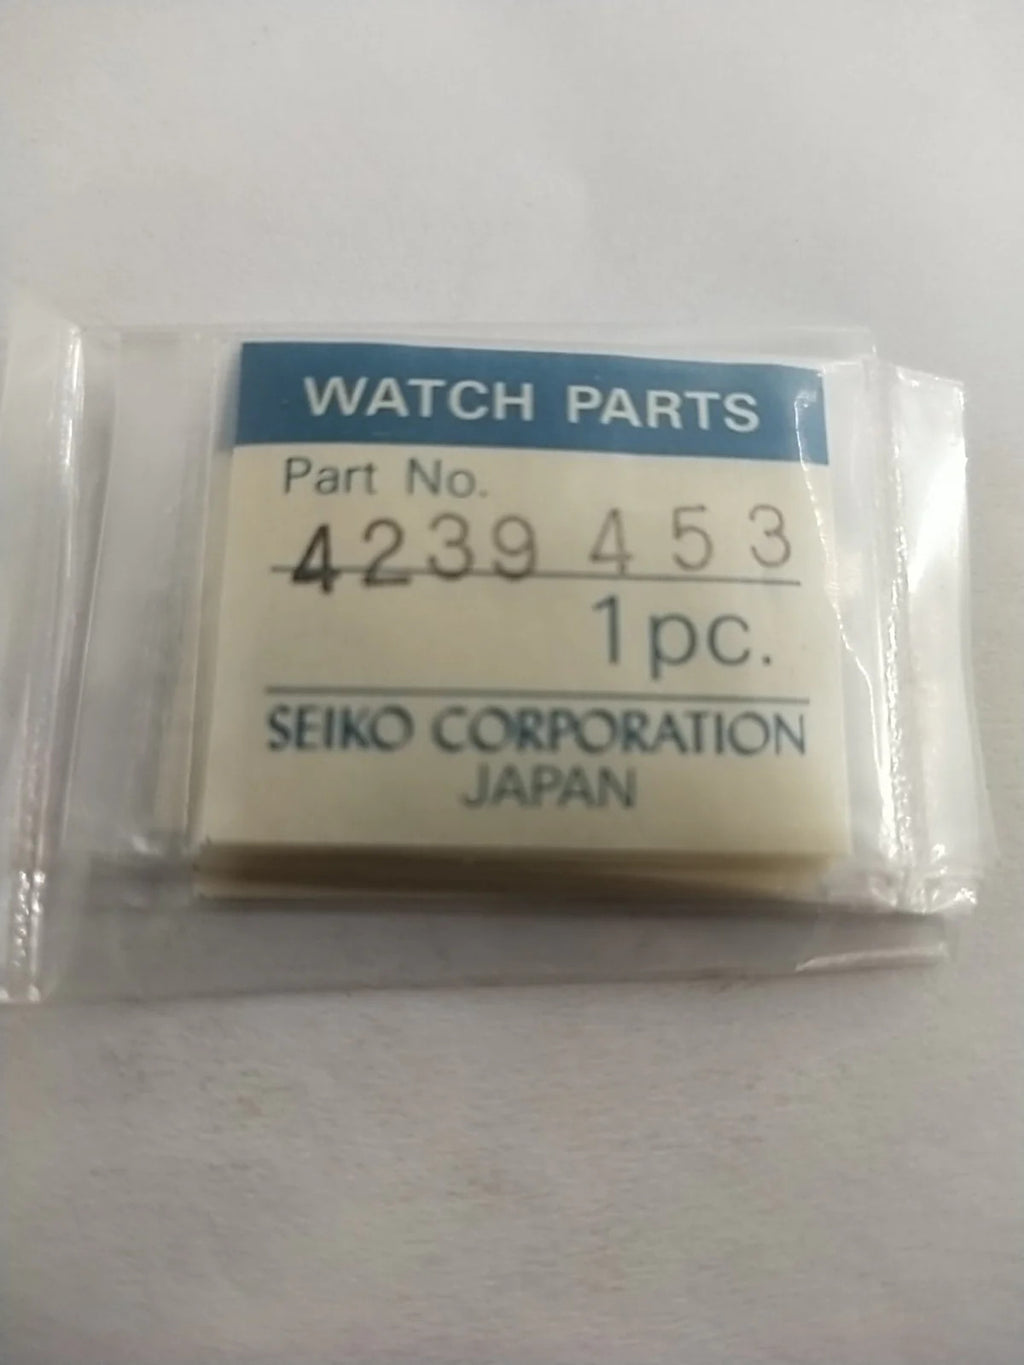 WATCH PARTS
Part No.
4239 453
1pc.
SEIKO CORPORATION
JAPAN